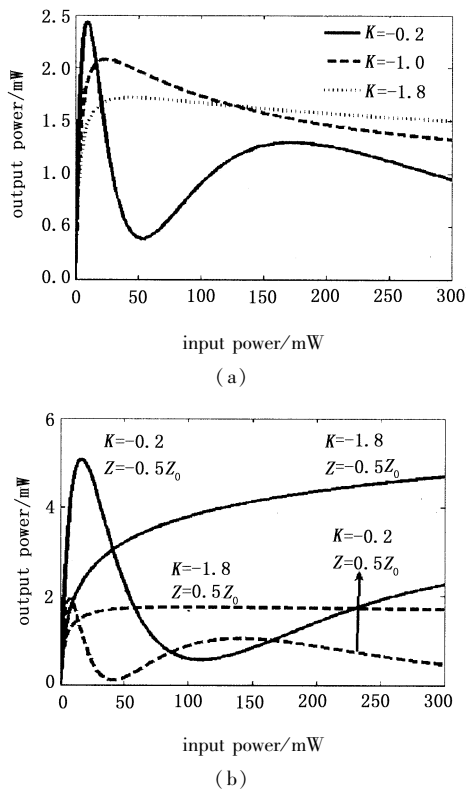 2.5
2.0
1.5
1.0
0.6
0.0
output power/mW
K=-0.2
K=-1.0
K=-1.8
0 50 100 150 200 250 300
input power/mW
(a)
6
4
2
0
output power/mW
K=-0.2
Z=-0.5Z₀
K=-1.8
Z=-0.5Z₀
K=-0.2
Z=0.5Z₀
K=-1.8
Z=0.5Z₀
0 50 100 150 200 250 300
input power/mW
(b)